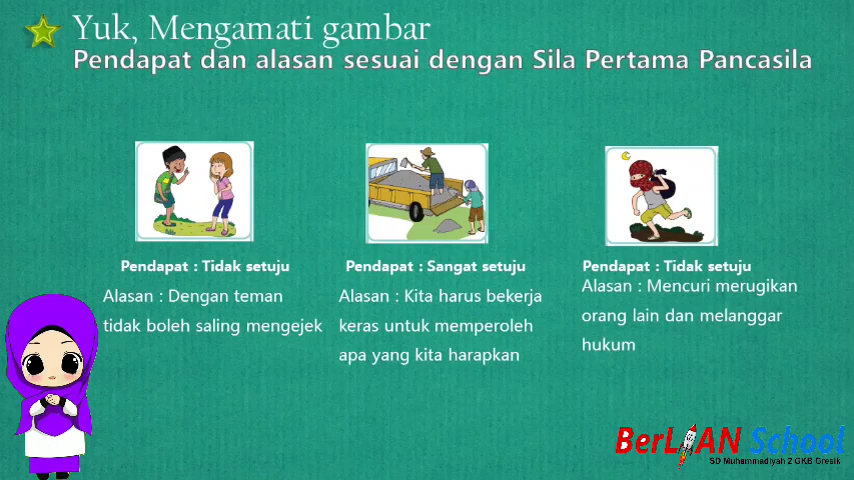 Yuk, Mengamati gambar
Pendapat dan alasan sesuai dengan Sila Pertama Pancasila
Pendapat : Tidak setuju
Alasan : Dengan teman
tidak boleh saling mengejek
Pendapat : Sangat setuju
Alasan : Kita harus bekerja
keras untuk memperoleh
apa yang kita harapkan
Pendapat : Tidak setuju
Alasan : Mencuri merugikan
orang lain dan melanggar
hukum
BerLIAN School
SD Muhammadiyah 2 GKB Gresik